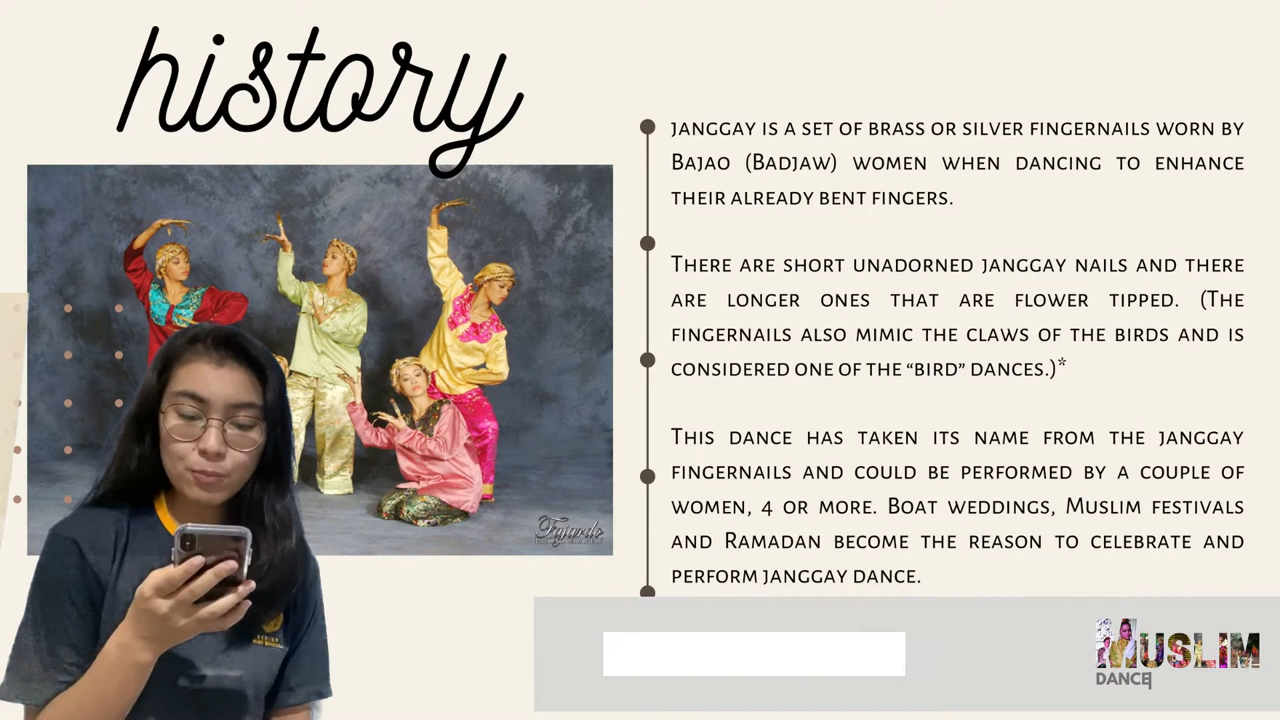 history
JANGGAY IS A SET OF BRASS OR SILVER FINGERNAILS WORN BY
BAJAO (BADJAW) WOMEN WHEN DANCING TO ENHANCE
THEIR ALREADY BENT FINGERS.
THERE ARE SHORT UNADORNED JANGGAY NAILS AND THERE
ARE LONGER ONES THAT ARE FLOWER TIPPED. (THE
FINGERNAILS ALSO MIMIC THE CLAWS OF THE BIRDS AND IS
CONSIDERED ONE OF THE “BIRD” DANCES.)*
THIS DANCE HAS TAKEN ITS NAME FROM THE JANGGAY
FINGERNAILS AND COULD BE PERFORMED BY A COUPLE OF
WOMEN, 4 OR MORE. BOAT WEDDINGS, MUSLIM FESTIVALS
AND RAMADAN BECOME THE REASON TO CELEBRATE AND
PERFORM JANGGAY DANCE.
Fajardo
MUSLIM
DANCE